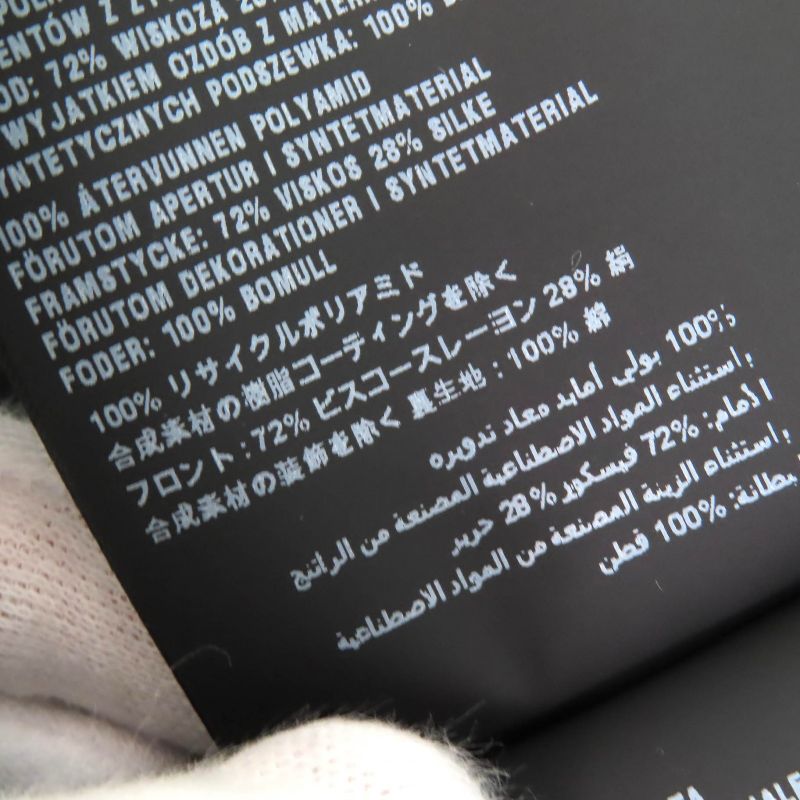 ENTÓW Z
OD: 72% WISKOZA
WYJATKIEM OZDÓB Z
YNTETYCZNYCH PODSZEWKA: 100%
100% ÅTERVUNNEN POLYAMID
FÖRUTOM APERTUR I SYNTETMATERIAL
FRAMSTYCKE: 72% VISKOS 28% SILKE
FÖRUTOM DEKORATIONER I SYNTETMATERIAL
FODER: 100% BOMULL
100% リサイクルポリアミド
合成素材の樹脂コーティングを除く
フロント: 72% ビスコースレーヨン 28% 絹
合成素材の装飾を除く 裏生地 : 100% 綿
100% بولي أمايد معاد تدويره
باستثناء المواد الاصطناعية المصنعة من الراتنج
الأمام: 72% فيسكوز 28% حرير
باستثناء الزينة المصنعة من المواد الاصطناعية
بطانة: 100% قطن